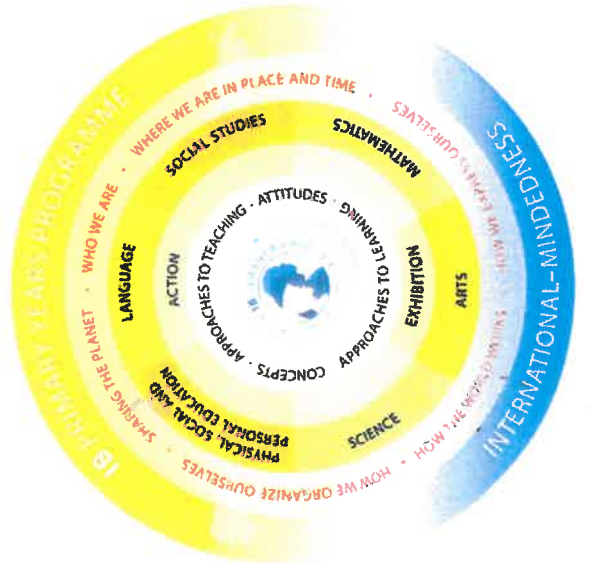 IB PRIMARY YEARS PROGRAMME
INTERNATIONAL-MINDEDNESS
WHO WE ARE • WHERE WE ARE IN PLACE AND TIME •
HOW WE EXPRESS OURSELVES
HOW THE WORLD WORKS •
HOW WE ORGANIZE OURSELVES •
SHARING THE PLANET •
LANGUAGE
SOCIAL STUDIES
MATHEMATICS
ARTS
SCIENCE
PHYSICAL, SOCIAL AND
PERSONAL EDUCATION
ACTION
EXHIBITION
APPROACHES TO TEACHING · ATTITUDES ·
APPROACHES TO LEARNING
CONCEPTS ·